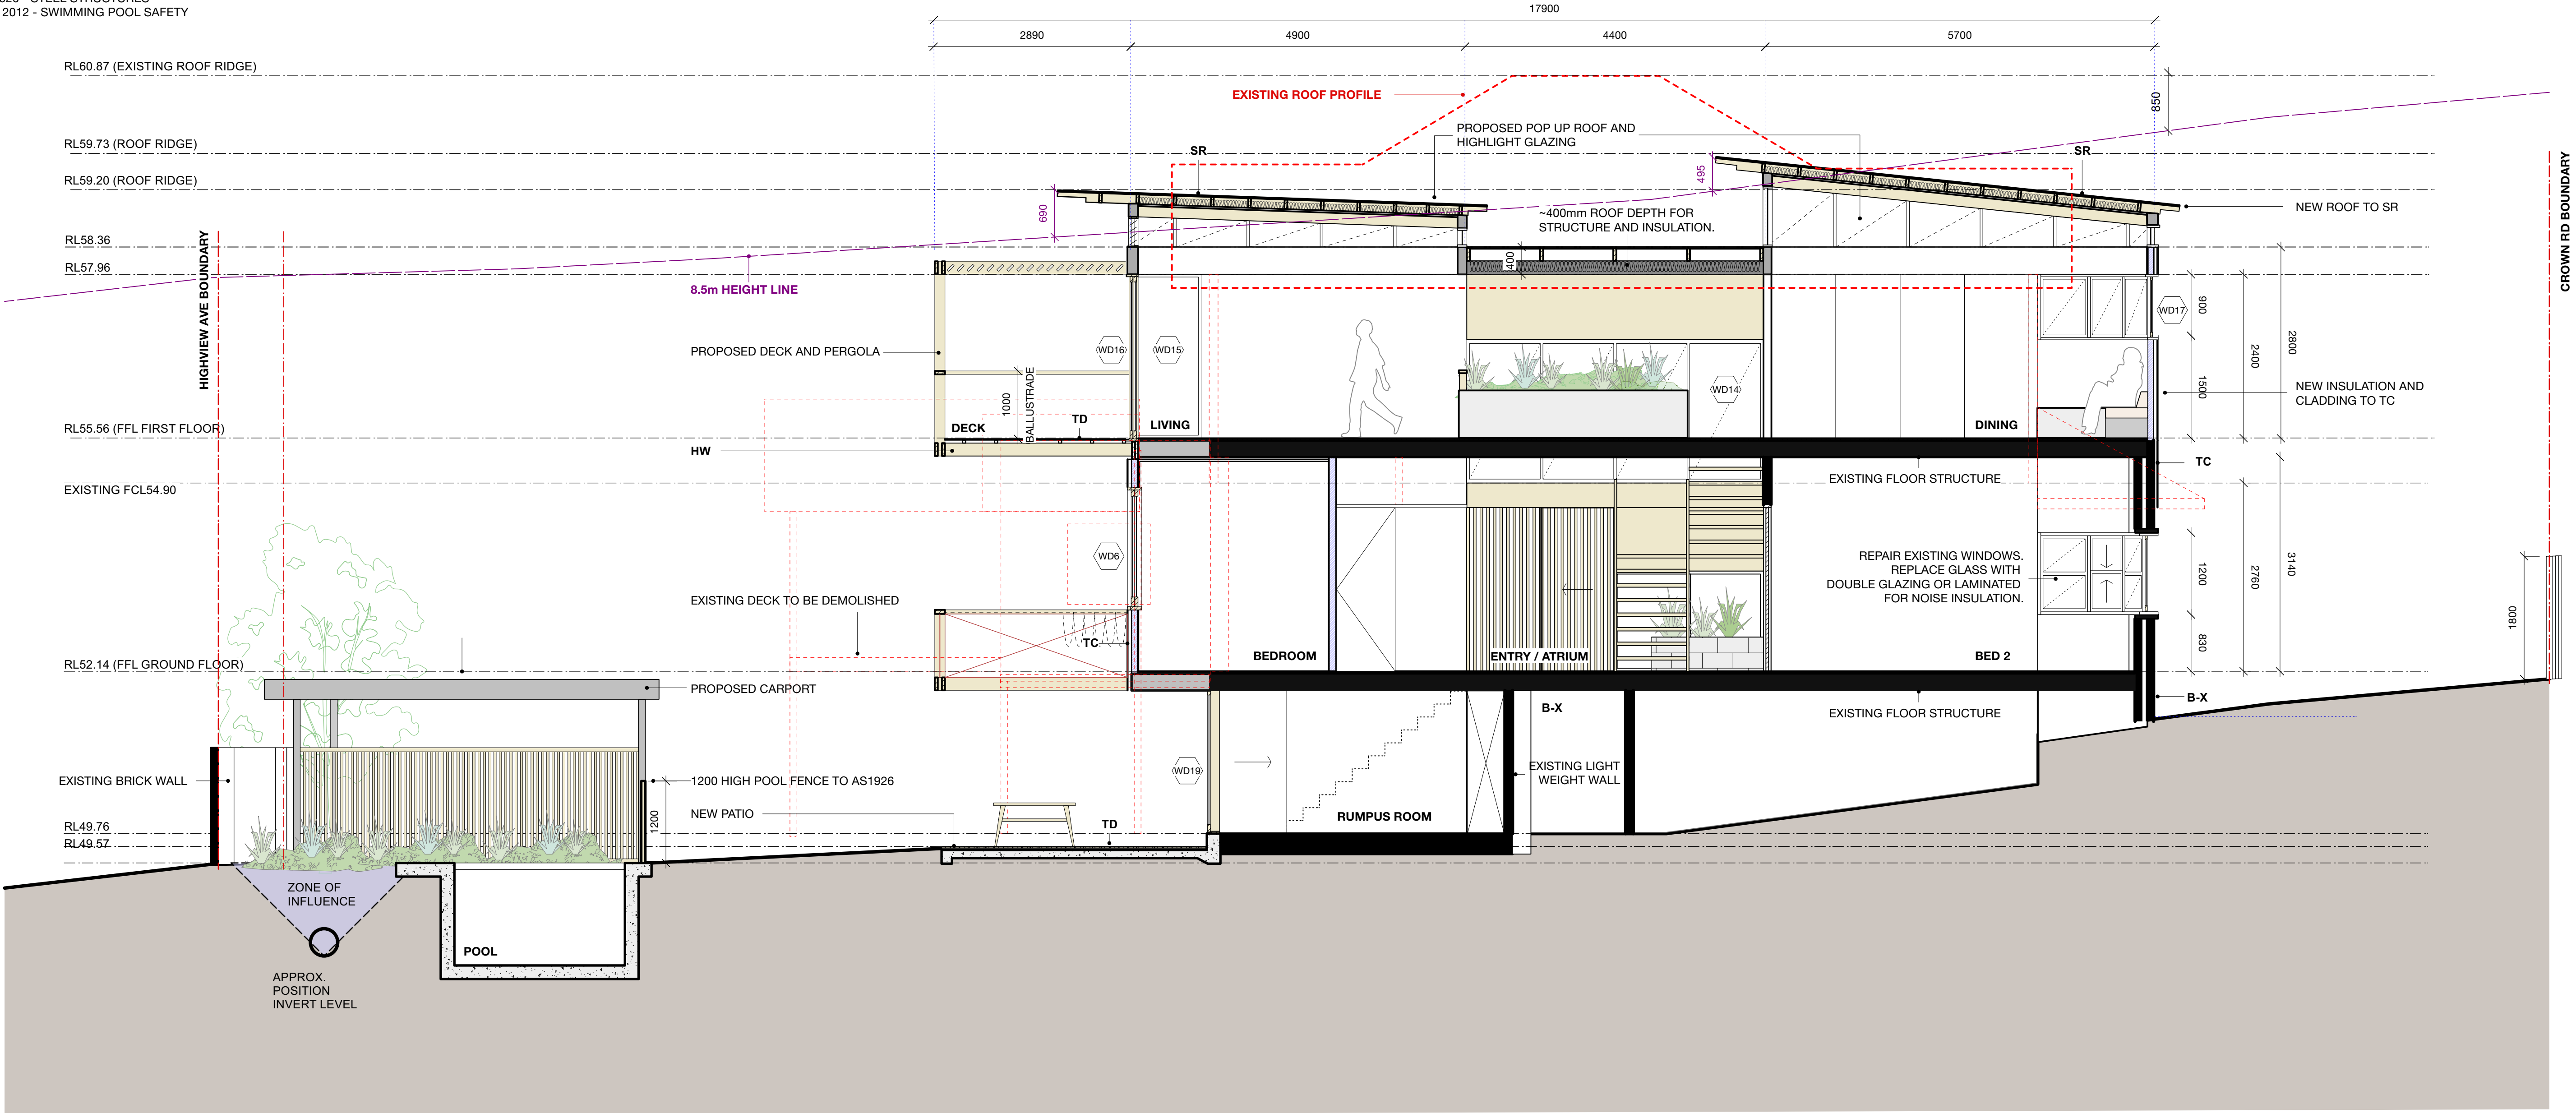 2012 - SWIMMING POOL SAFETY
17900
2890
4900
4400
5700
RL60.87 (EXISTING ROOF RIDGE)
EXISTING ROOF PROFILE
850
PROPOSED POP UP ROOF AND
HIGHLIGHT GLAZING
RL59.73 (ROOF RIDGE)
SR
SR
495
RL59.20 (ROOF RIDGE)
690
~400mm ROOF DEPTH FOR
STRUCTURE AND INSULATION.
NEW ROOF TO SR
CROWN RD BOUNDARY
HIGHVIEW AVE BOUNDARY
RL58.36
RL57.96
400
8.5m HEIGHT LINE
WD17
900
2800
2400
1500
PROPOSED DECK AND PERGOLA
WD16
WD15
WD14
1000
BALLUSTRADE
NEW INSULATION AND
CLADDING TO TC
RL55.56 (FFL FIRST FLOOR)
DECK
TD
LIVING
DINING
HW
TC
EXISTING FLOOR STRUCTURE
EXISTING FCL54.90
WD6
REPAIR EXISTING WINDOWS.
REPLACE GLASS WITH
DOUBLE GLAZING OR LAMINATED
FOR NOISE INSULATION.
1200
2760
3140
830
1800
EXISTING DECK TO BE DEMOLISHED
TC
RL52.14 (FFL GROUND FLOOR)
BEDROOM
ENTRY / ATRIUM
BED 2
PROPOSED CARPORT
B-X
B-X
EXISTING FLOOR STRUCTURE
EXISTING BRICK WALL
1200 HIGH POOL FENCE TO AS1926
WD19
EXISTING LIGHT
WEIGHT WALL
NEW PATIO
1200
TD
RUMPUS ROOM
RL49.76
RL49.57
ZONE OF
INFLUENCE
POOL
APPROX.
POSITION
INVERT LEVEL